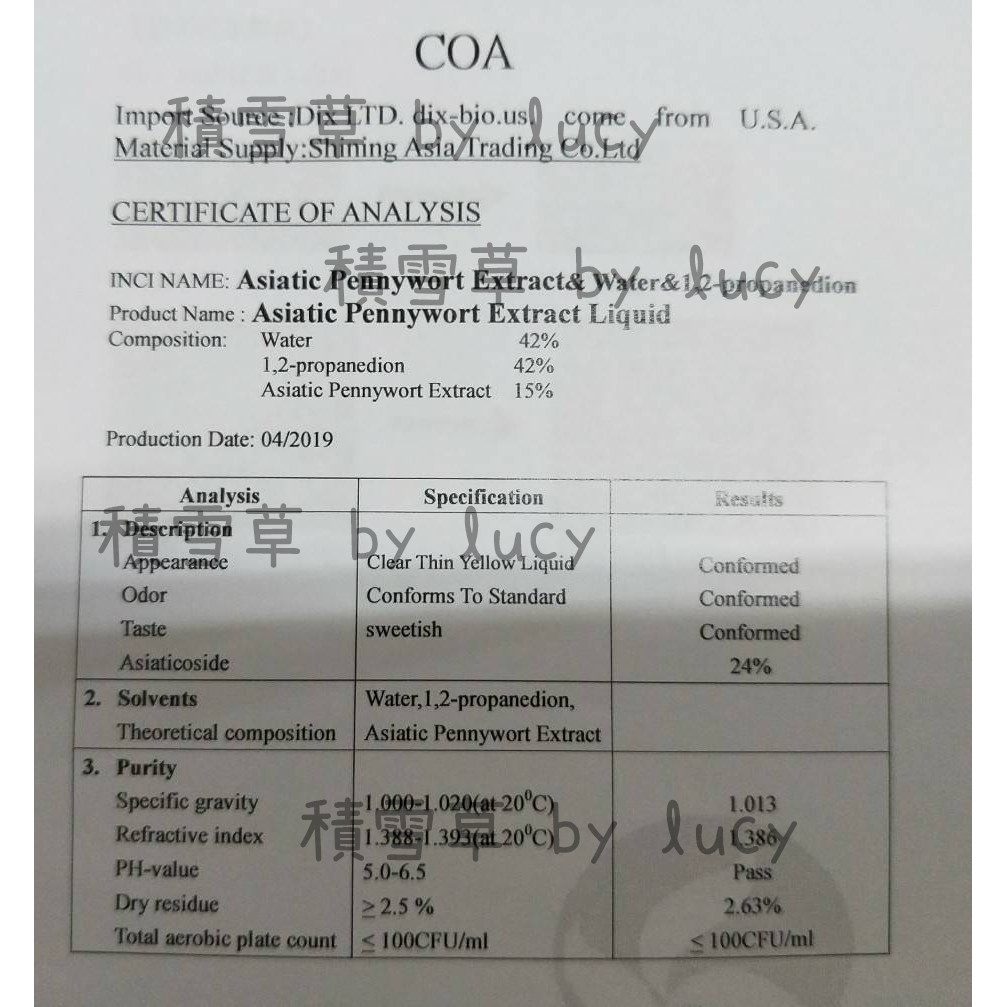 COA
Import Source:Dix LTD. dix-bio.us, come from U.S.A.
積雪草 by lucy
Material Supply:Shining Asia Trading Co.Ltd
CERTIFICATE OF ANALYSIS
積雪草 by lucy
INCI NAME: Asiatic Pennywort Extract& Water&1,2-propanedion
Product Name : Asiatic Pennywort Extract Liquid
Composition: Water 42%
1,2-propanedion 42%
Asiatic Pennywort Extract 15%
Production Date: 04/2019
Analysis Specification Results
1. Description
積雪草 by lucy
Appearance Clear Thin Yellow Liquid Conformed
Odor Conforms To Standard Conformed
Taste sweetish Conformed
Asiaticoside 24%
2. Solvents Water,1,2-propanedion,
Theoretical composition Asiatic Pennywort Extract
3. Purity
Specific gravity 1.000-1.020(at 20⁰C) 1.013
積雪草 by lucy
Refractive index 1.388-1.393(at 20⁰C) 1.386
PH-value 5.0-6.5 Pass
Dry residue ≥ 2.5 % 2.63%
Total aerobic plate count ≤ 100CFU/ml ≤ 100CFU/ml